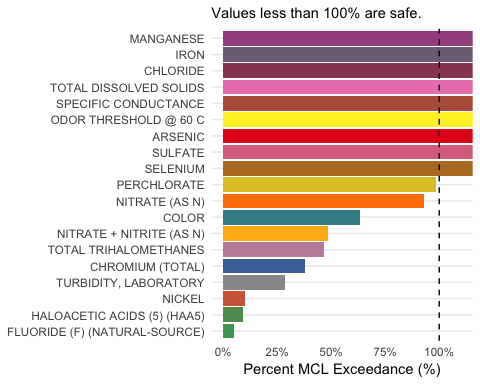 Values less than 100% are safe.
MANGANESE
IRON
CHLORIDE
TOTAL DISSOLVED SOLIDS
SPECIFIC CONDUCTANCE
ODOR THRESHOLD @ 60 C
ARSENIC
SULFATE
SELENIUM
PERCHLORATE
NITRATE (AS N)
COLOR
NITRATE + NITRITE (AS N)
TOTAL TRIHALOMETHANES
CHROMIUM (TOTAL)
TURBIDITY, LABORATORY
NICKEL
HALOACETIC ACIDS (5) (HAA5)
FLUORIDE (F) (NATURAL-SOURCE)
0% 25% 50% 75% 100%
Percent MCL Exceedance (%)